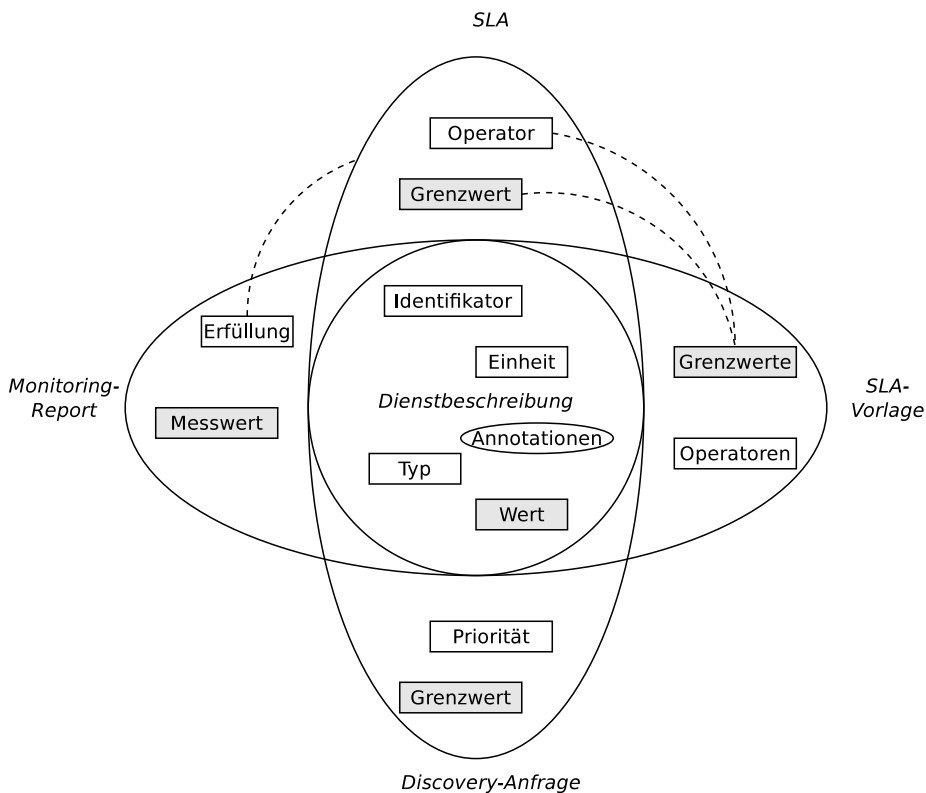 SLA
Operator
Grenzwert
Identifikator
Erfüllung
Einheit
Grenzwerte
Monitoring-
Report
Dienstbeschreibung
SLA-
Vorlage
Messwert
Annotationen
Operatoren
Typ
Wert
Priorität
Grenzwert
Discovery-Anfrage